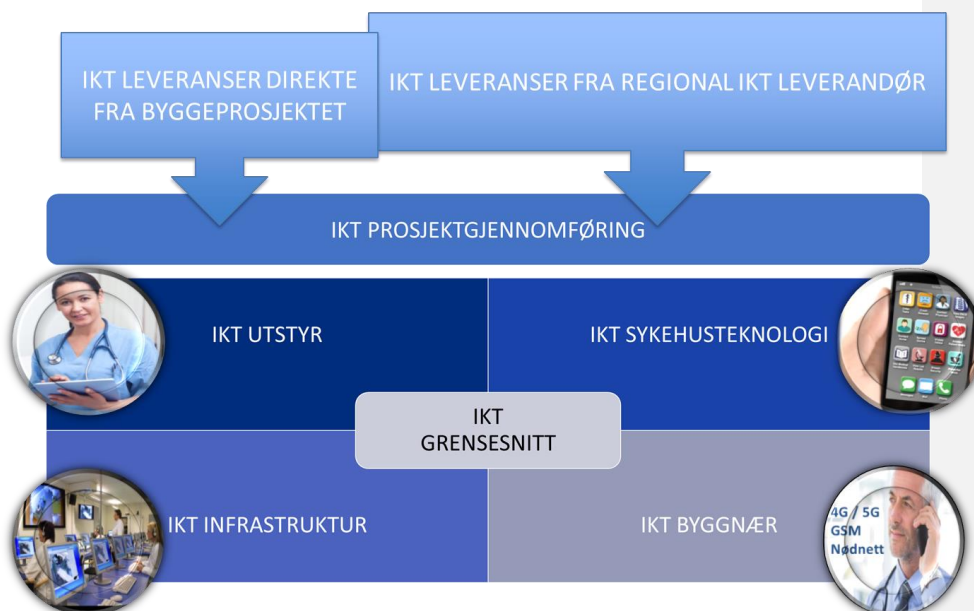 IKT LEVERANSER DIREKTE
FRA BYGGEPROSJEKTET
IKT LEVERANSER FRA REGIONAL IKT LEVERANDØR
IKT PROSJEKTGJENNOMFØRING
IKT UTSTYR
IKT SYKEHUSTEKNOLOGI
IKT
GRENSESNITT
IKT INFRASTRUKTUR
IKT BYGGNÆR
4G / 5G
GSM
Nødnett